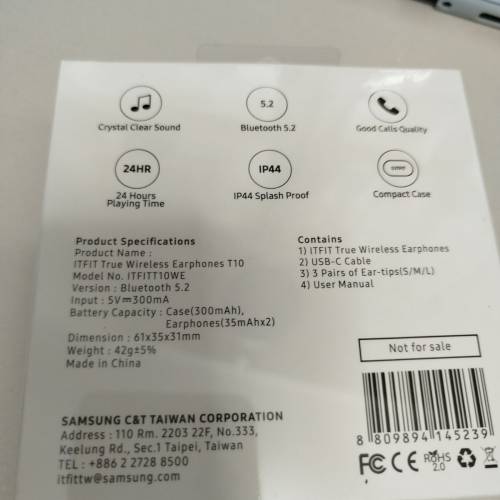 Crystal Clear Sound
5.2
Bluetooth 5.2
Good Calls Quality
24HR
24 Hours
Playing Time
IP44
IP44 Splash Proof
Compact Case
Product Specifications
Product Name :
ITFIT True Wireless Earphones T10
Model No. ITFITT10WE
Version : Bluetooth 5.2
Input : 5V⎓300mA
Battery Capacity : Case(300mAh),
Earphones(35mAhx2)
Dimension : 61x35x31mm
Weight : 42g±5%
Made in China
Contains
1) ITFIT True Wireless Earphones
2) USB-C Cable
3) 3 Pairs of Ear-tips(S/M/L)
4) User Manual
Not for sale
SAMSUNG C&T TAIWAN CORPORATION
Address : 110 Rm. 2203 22F, No.333,
Keelung Rd., Sec.1 Taipei, Taiwan
TEL : +886 2 2728 8500
itfittw@samsung.com
8 809894 145239
FC CE RoHS
2.0